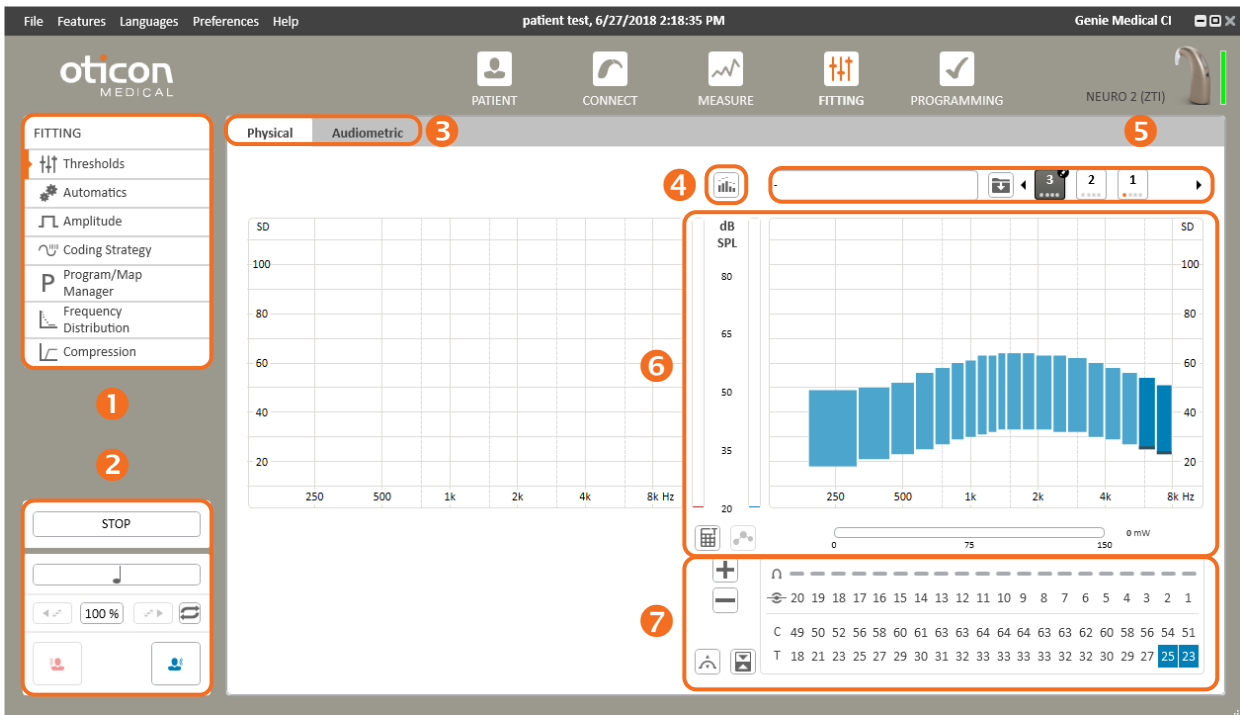 File Features Languages Preferences Help patient test, 6/27/2018 2:18:35 PM Genie Medical CI
oticon
MEDICAL
PATIENT CONNECT MEASURE FITTING PROGRAMMING NEURO 2 (ZTI)
FITTING
Thresholds
Automatics
Amplitude
Coding Strategy
P Program/Map
Manager
Frequency
Distribution
Compression
1
2
STOP
100 %
Physical Audiometric 3
4
5
- 3 2 1
SD
100
80
60
40
20
250 500 1k 2k 4k 8k Hz
6
dB
SPL
80
65
50
35
20
SD
100
80
60
40
20
250 500 1k 2k 4k 8k Hz
0 75 150 0 mW
7
20 19 18 17 16 15 14 13 12 11 10 9 8 7 6 5 4 3 2 1
C 49 50 52 56 58 60 61 63 63 64 64 64 63 63 62 60 58 56 54 51
T 18 21 23 25 27 29 30 31 32 33 33 33 33 32 32 30 29 27 25 23